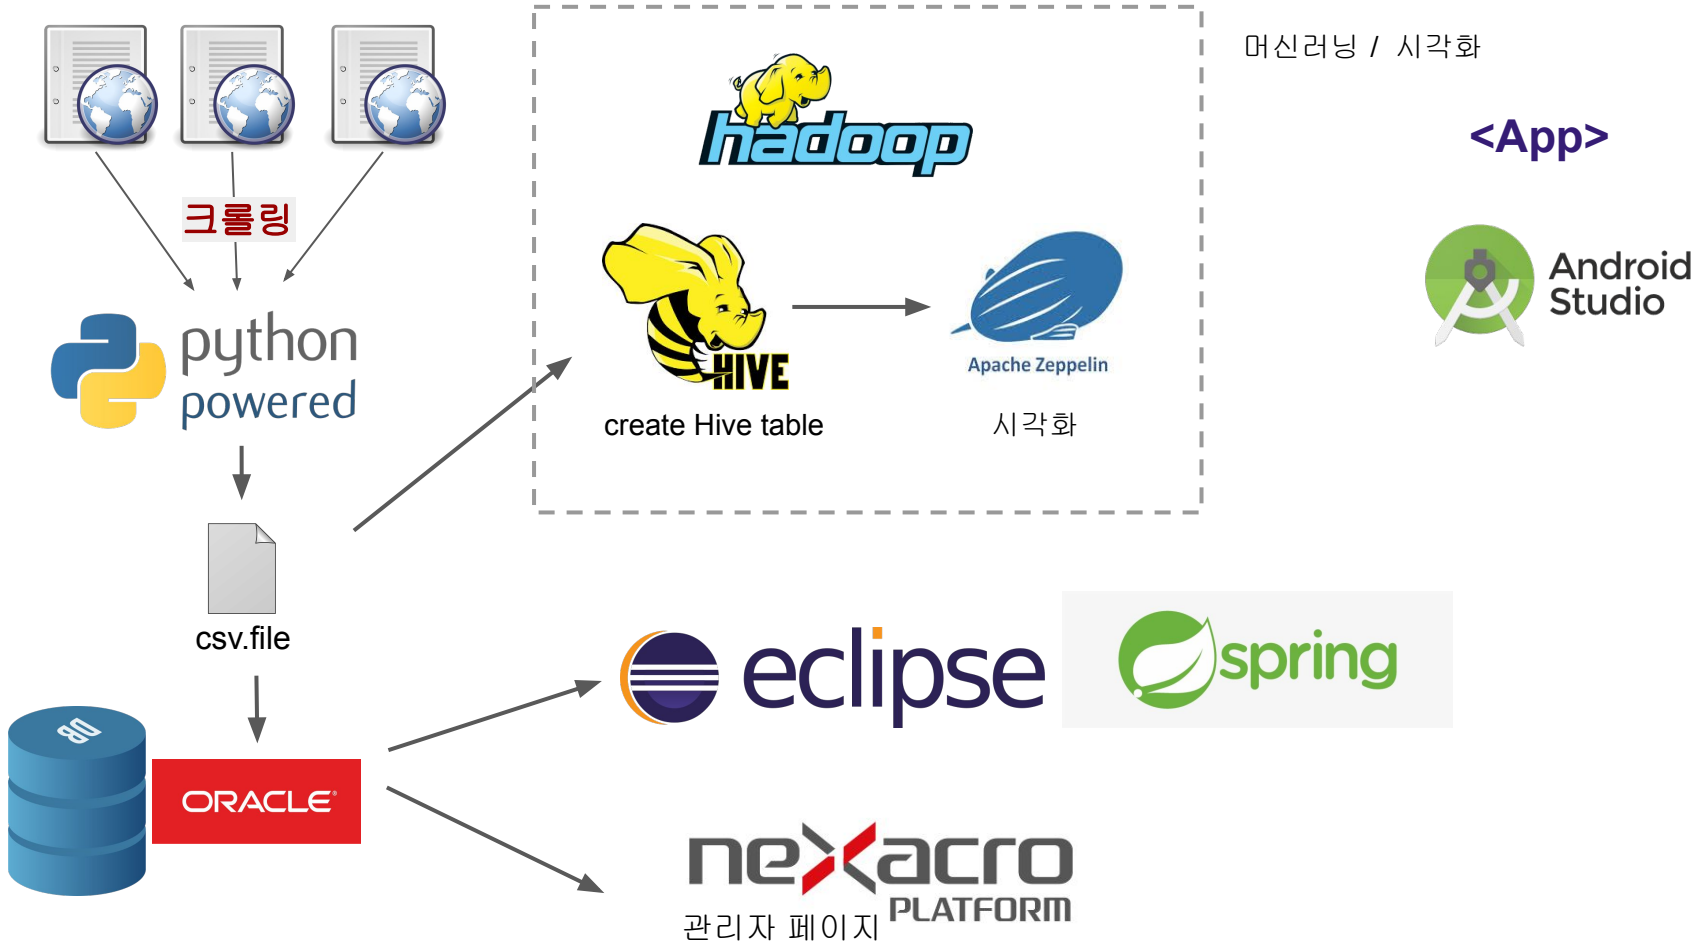 머신러닝 / 시각화
hadoop
<App>
크롤링
Android
Studio
python
powered
HIVE
Apache Zeppelin
create Hive table
시각화
csv.file
eclipse
spring
DB
ORACLE
nexacro
PLATFORM
관리자 페이지